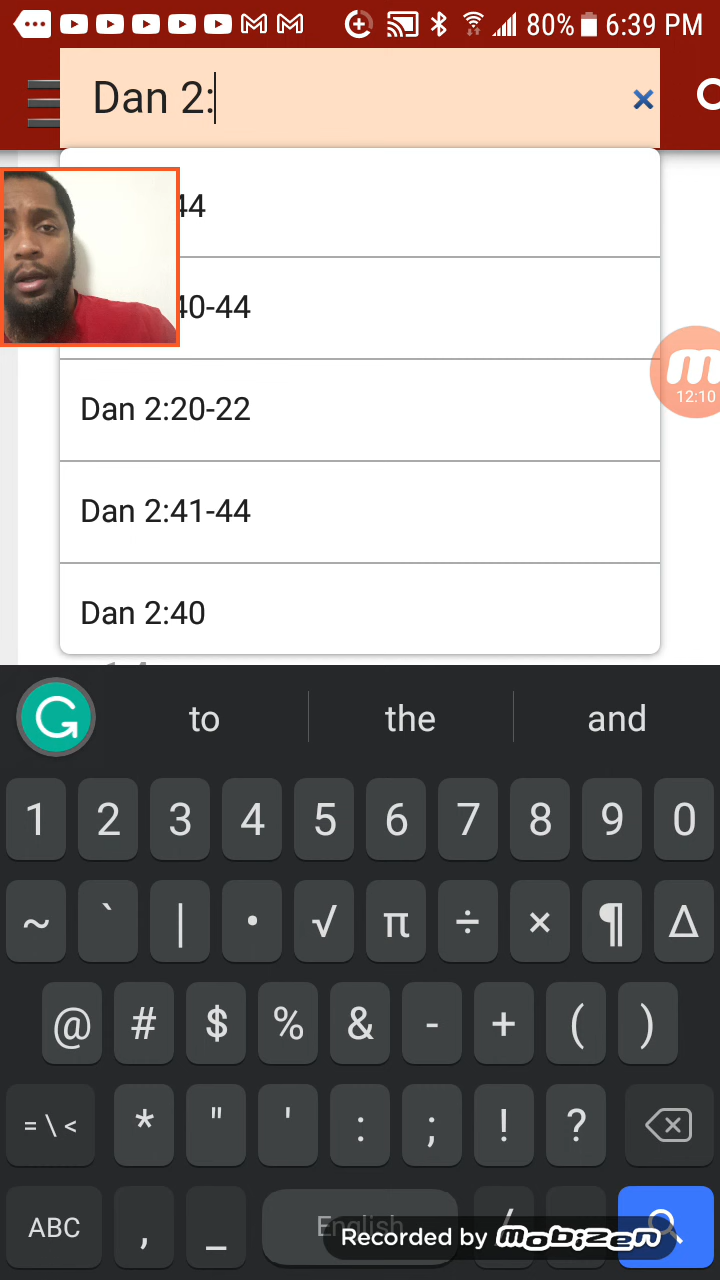 80% 6:39 PM
Dan 2:
44
40-44
Dan 2:20-22
Dan 2:41-44
Dan 2:40
12:10
to the and
1 2 3 4 5 6 7 8 9 0
~ ` | • √ π ÷ × ¶ Δ
@ # $ % & - + ( )
= \ < * " ' : ; ! ?
ABC , _ English /
Recorded by mobizen